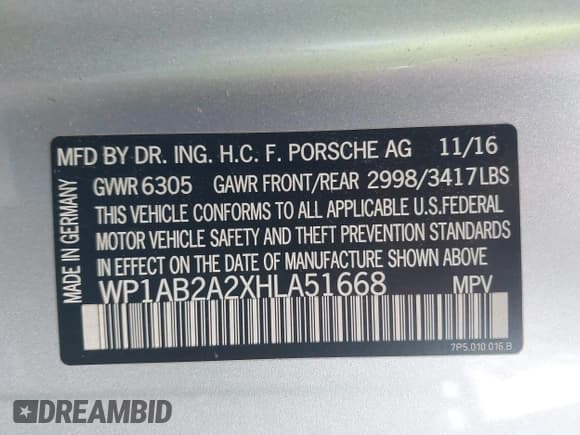 MFD BY DR. ING. H.C. F. PORSCHE AG 11/16
GVWR 6305 GAWR FRONT/REAR 2998/3417LBS
THIS VEHICLE CONFORMS TO ALL APPLICABLE U.S.FEDERAL
MOTOR VEHICLE SAFETY AND THEFT PREVENTION STANDARDS
IN EFFECT ON THE DATE OF MANUFACTURE SHOWN ABOVE
WP1AB2A2XHLA51668 MPV
MADE IN GERMANY
7P5.010.016.B
DREAMBID